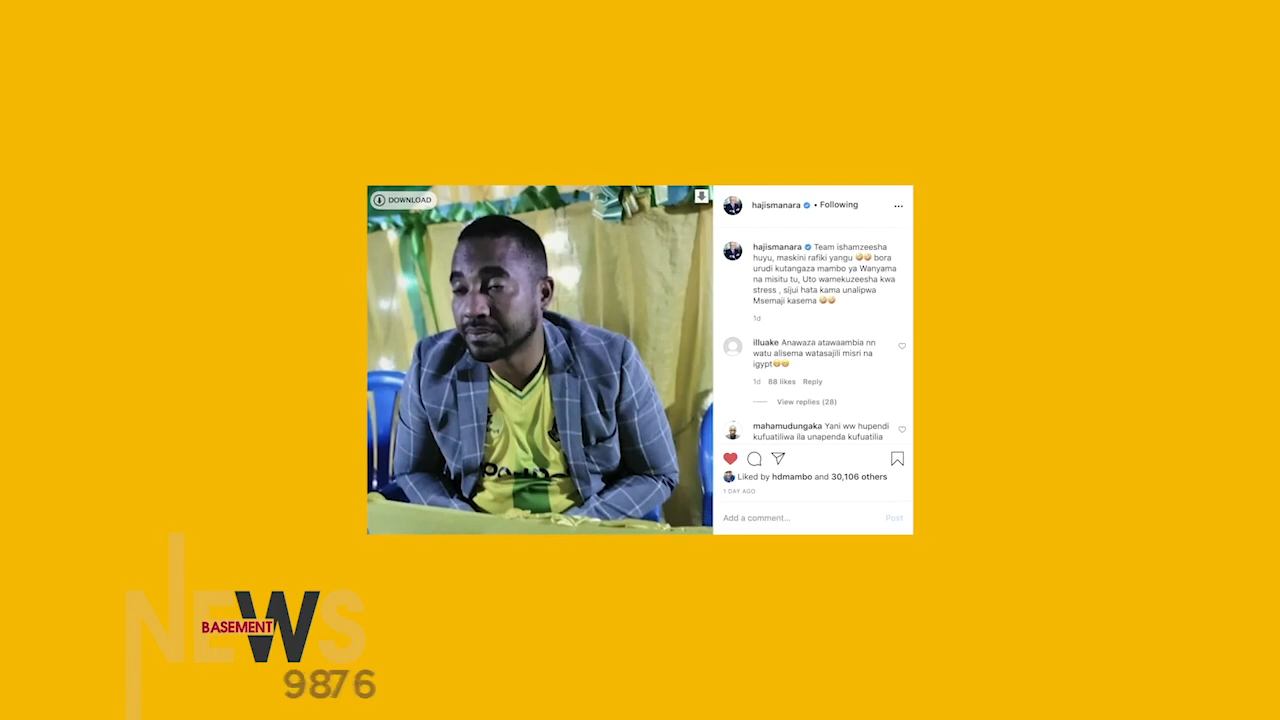 DOWNLOAD
hajismanara • Following
hajismanara Team ishamzeesha
huyu, maskini rafiki yangu 🤣🤣 bora
urudi kutangaza mambo ya Wanyama
na misitu tu, Uto wamekuzeesha kwa
stress , sijui hata kama unalipwa
Msemaji kasema 🤣🤣
1d
illuake Anawaza atawaambia nn
watu alisema watasajili misri na
igypt😁😁
1d 88 likes Reply
View replies (28)
mahamudungaka Yani ww hupendi
kufuatiliwa ila unapenda kufuatilia
Liked by hdmambo and 30,106 others
1 DAY AGO
Add a comment... Post
NEWS
BASEMENT
9876